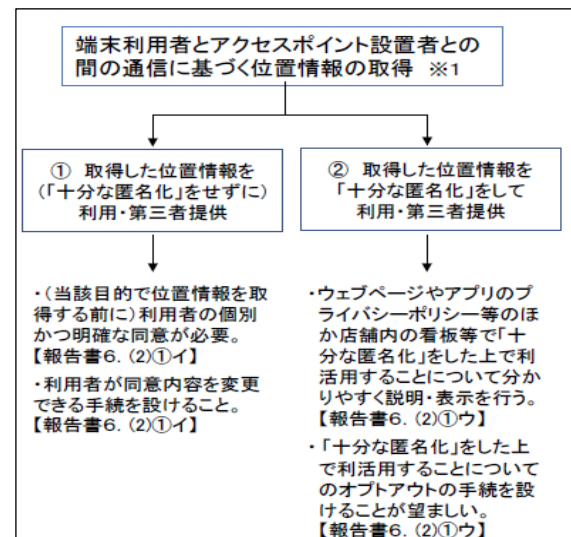 端末利用者とアクセスポイント設置者との
間の通信に基づく位置情報の取得 ※1
① 取得した位置情報を
(「十分な匿名化」をせずに)
利用・第三者提供
・(当該目的で位置情報を取
得する前に)利用者の個別
かつ明確な同意が必要。
【報告書6. (2)①イ】
・利用者が同意内容を変更
できる手続を設けること。
【報告書6. (2)①イ】
② 取得した位置情報を
「十分な匿名化」をして
利用・第三者提供
・ウェブページやアプリのプ
ライバシーポリシー等のほ
か店舗内の看板等で「十
分な匿名化」をした上で利
活用することについて分か
りやすく説明・表示を行う。
【報告書6. (2)①ウ】
・「十分な匿名化」をした上
で利活用することについて
のオプトアウトの手続を設
けることが望ましい。
【報告書6. (2)①ウ】